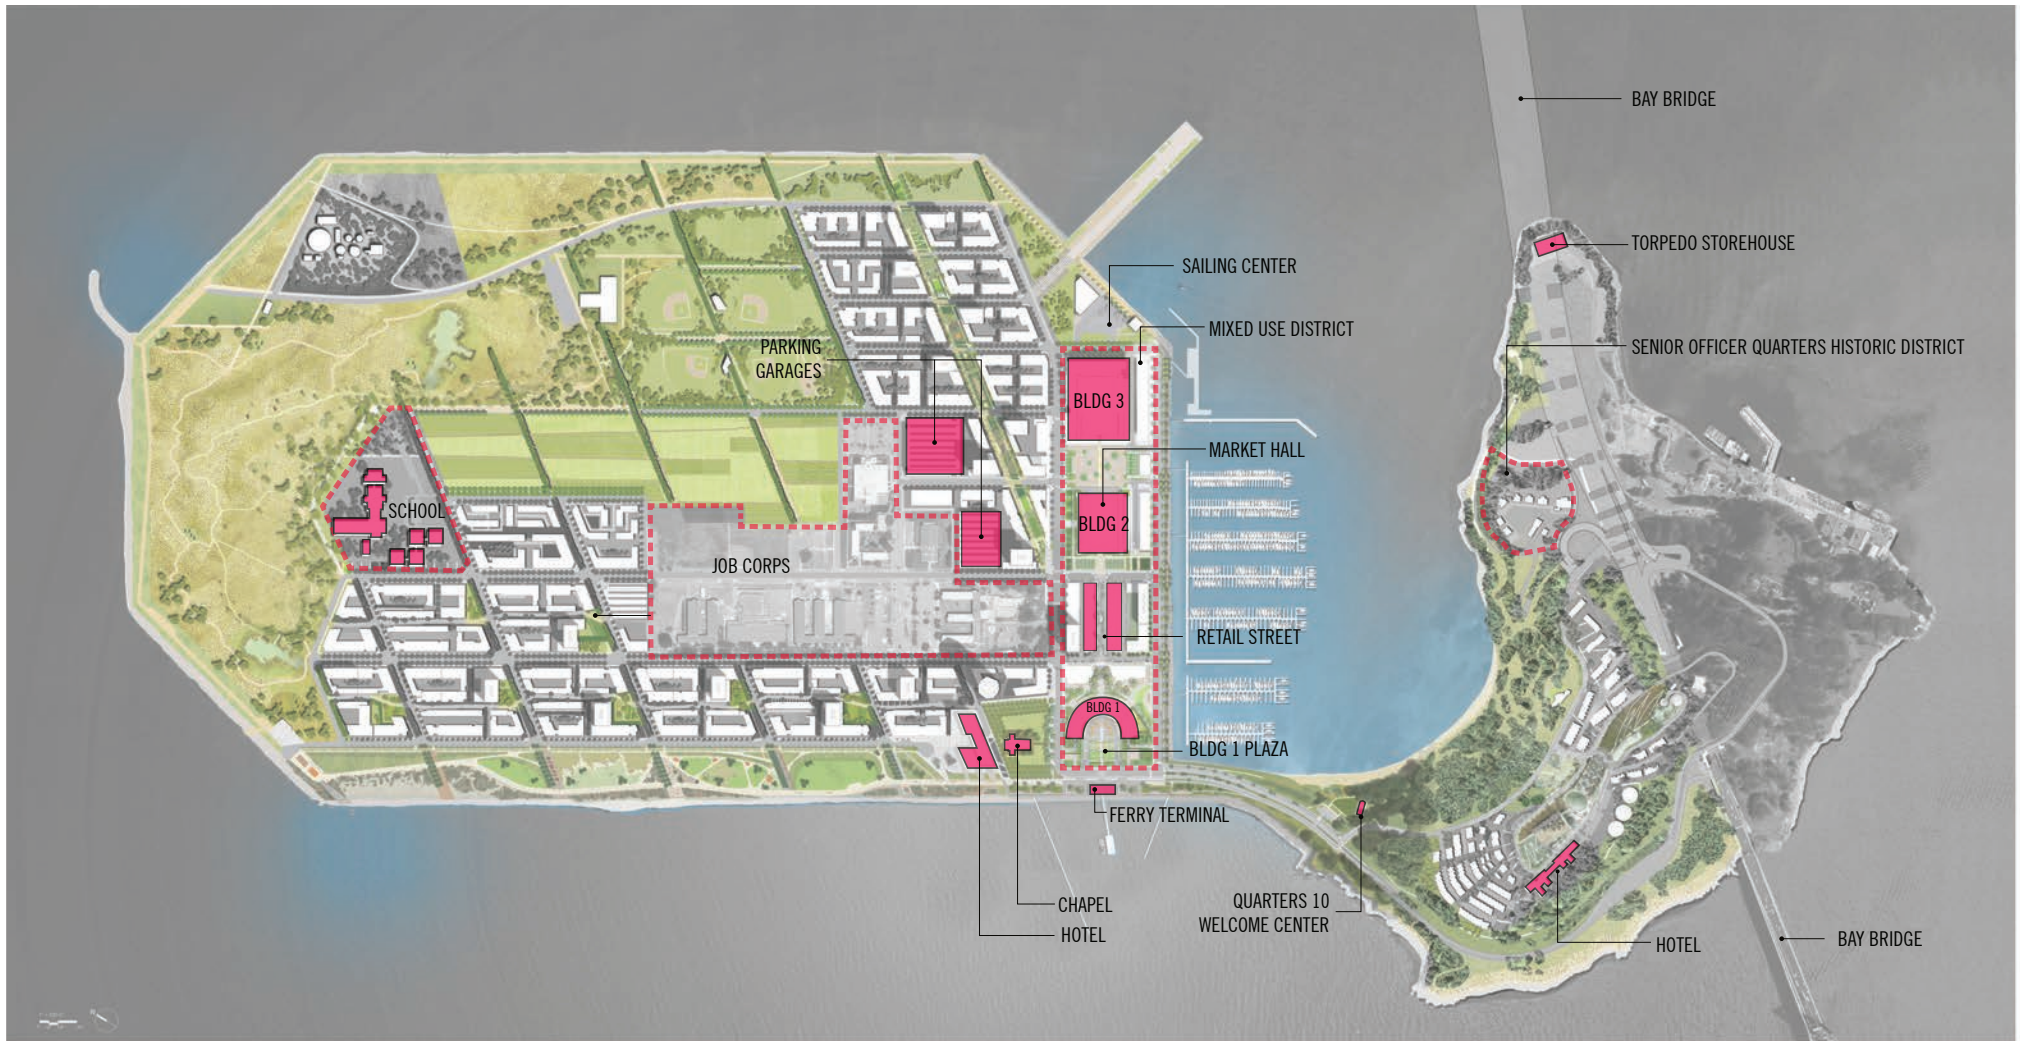 BAY BRIDGE
TORPEDO STOREHOUSE
SAILING CENTER
MIXED USE DISTRICT
SENIOR OFFICER QUARTERS HISTORIC DISTRICT
PARKING
GARAGES
BLDG 3
MARKET HALL
SCHOOL
BLDG 2
JOB CORPS
RETAIL STREET
BLDG 1
BLDG 1 PLAZA
FERRY TERMINAL
CHAPEL
HOTEL
QUARTERS 10
WELCOME CENTER
HOTEL
BAY BRIDGE